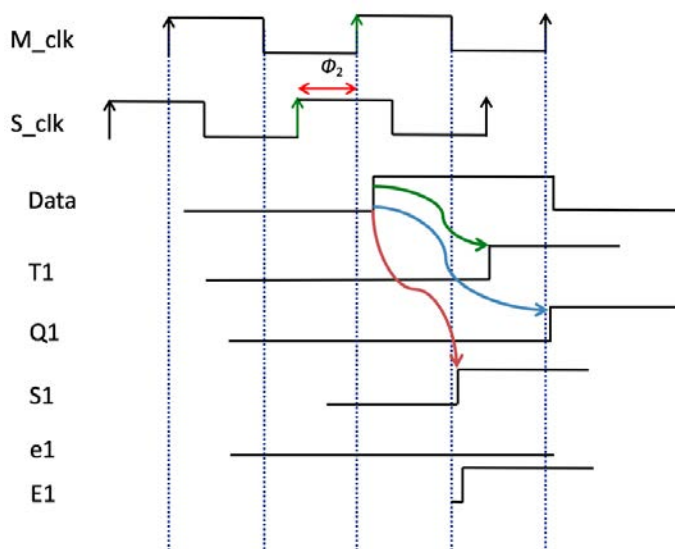 M_clk
Φ2
S_clk
Data
T1
Q1
S1
e1
E1